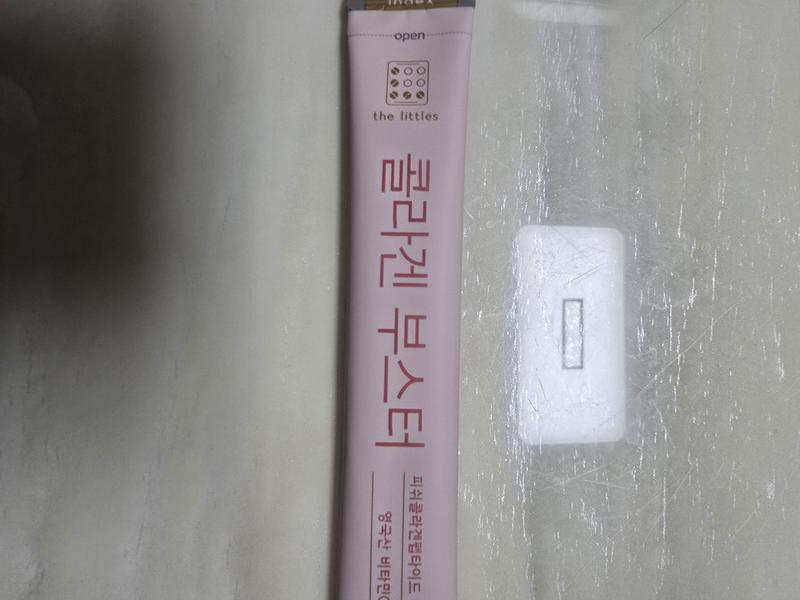 open
the littles
콜라겐 부스터
피쉬콜라겐펩타이드
영국산 비타민